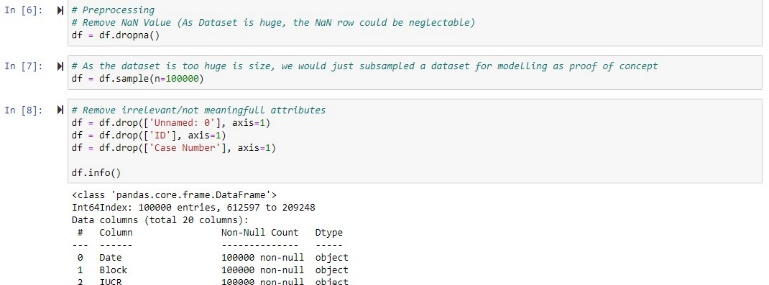 In [6]: # Preprocessing
# Remove NaN Value (As Dataset is huge, the NaN row could be neglectable)
df = df.dropna()
In [7]: # As the dataset is too huge is size, we would just subsampled a dataset for modelling as proof of concept
df = df.sample(n=100000)
In [8]: # Remove irrelevant/not meaningfull attributes
df = df.drop(['Unnamed: 0'], axis=1)
df = df.drop(['ID'], axis=1)
df = df.drop(['Case Number'], axis=1)
df.info()
<class 'pandas.core.frame.DataFrame'>
Int64Index: 100000 entries, 612597 to 209248
Data columns (total 20 columns):
# Column Non-Null Count Dtype
--- ------ -------------- -----
0 Date 100000 non-null object
1 Block 100000 non-null object
2 IUCR 100000 non-null object